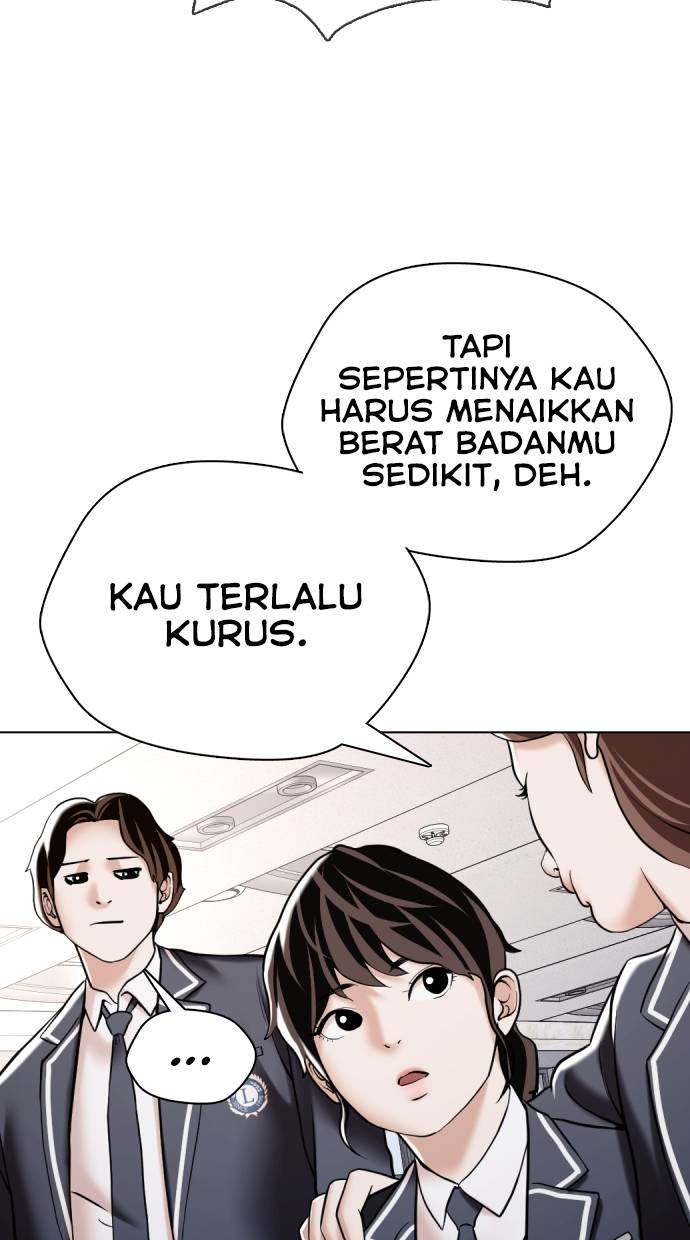 TAPI
SEPERTINYA KAU
HARUS MENAIKKAN
BERAT BADANMU
SEDIKIT, DEH.
KAU TERLALU
KURUS.
...
L